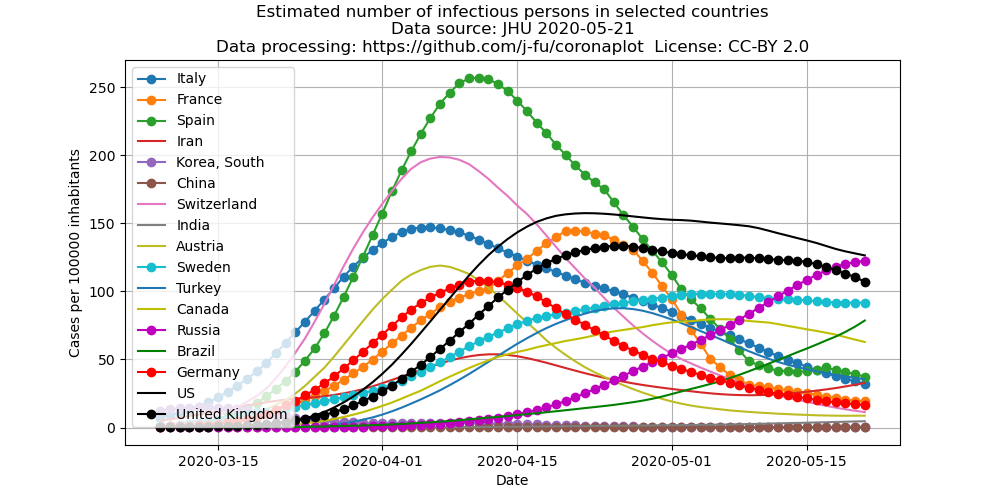 Estimated number of infectious persons in selected countries
Data source: JHU 2020-05-21
Data processing: https://github.com/j-fu/coronaplot  License: CC-BY 2.0
Cases per 100000 inhabitants
250
200
150
100
50
0
Italy
France
Spain
Iran
Korea, South
China
Switzerland
India
Austria
Sweden
Turkey
Canada
Russia
Brazil
Germany
US
United Kingdom
2020-03-15
2020-04-01
2020-04-15
2020-05-01
2020-05-15
Date